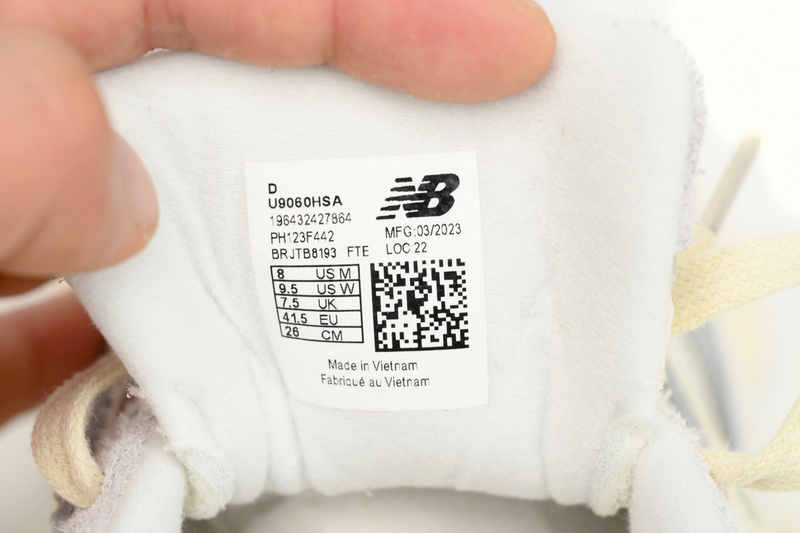 D
U9060HSA
196432427864
PH123F442
BRJTB8193 FTE
NB
MFG:03/2023
LOC:22
8 US M
9.5 US W
7.5 UK
41.5 EU
26 CM
Made in Vietnam
Fabriqué au Vietnam